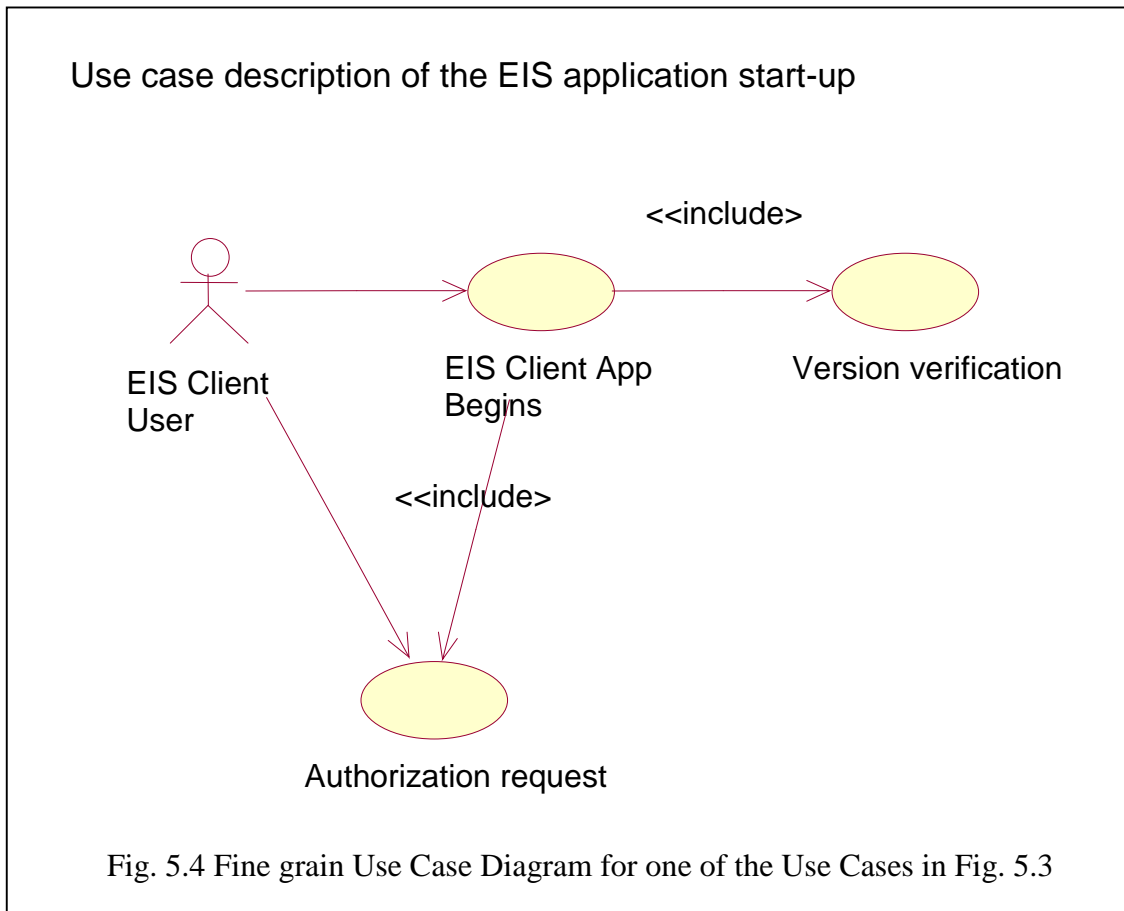 Use case description of the EIS application start-up
<<include>
EIS Client
User
EIS Client App
Begins
Version verification
<<include>
Authorization request
Fig. 5.4 Fine grain Use Case Diagram for one of the Use Cases in Fig. 5.3